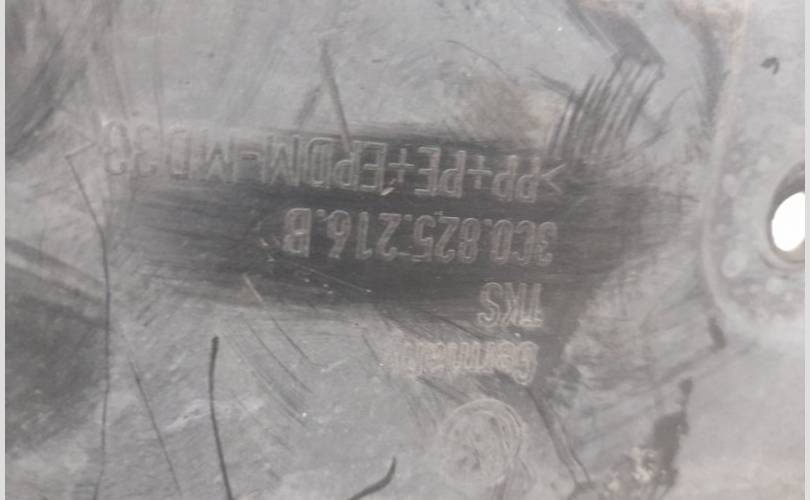 >PP+PE+EPDM-MD30<
3C0.825.216.B
TKS
Germany